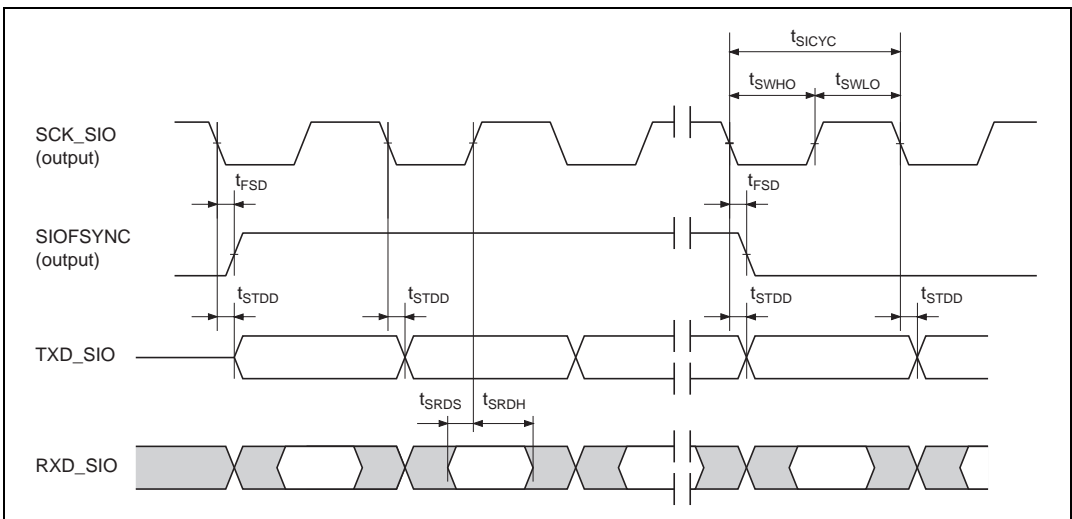 tSICYC
tSWHO tSWLO
SCK_SIO
(output)
tFSD tFSD
SIOFSYNC
(output)
tSTDD tSTDD tSTDD tSTDD
TXD_SIO
tSRDS tSRDH
RXD_SIO